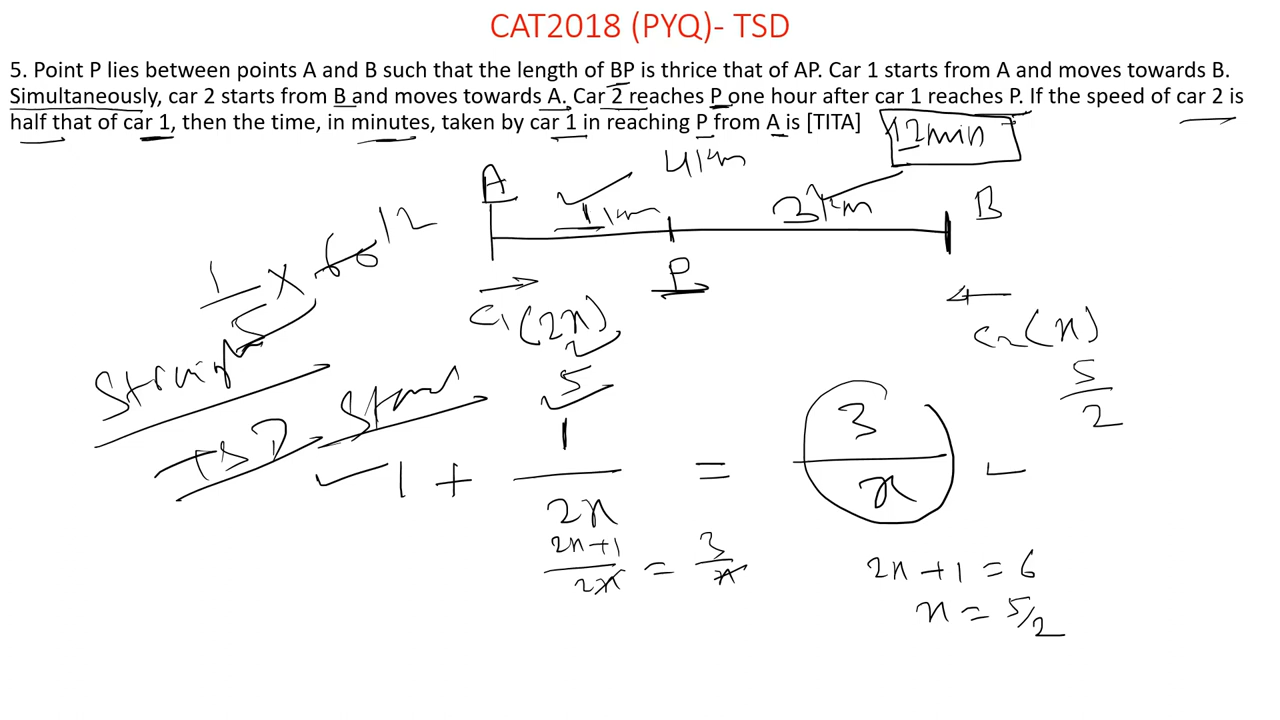 CAT2018 (PYQ)- TSD
5. Point P lies between points A and B such that the length of BP is thrice that of AP. Car 1 starts from A and moves towards B.
Simultaneously, car 2 starts from B and moves towards A. Car 2 reaches P one hour after car 1 reaches P. If the speed of car 2 is
half that of car 1, then the time, in minutes, taken by car 1 in reaching P from A is [TITA]
12min
4km
A
1km
3km
B
P
1/5 x 60 12
C1 (2x)
C2 (x)
5
5/2
TSD
1 + 1/2x = 3/x
2x+1/2x = 3/x
2x + 1 = 6
x = 5/2